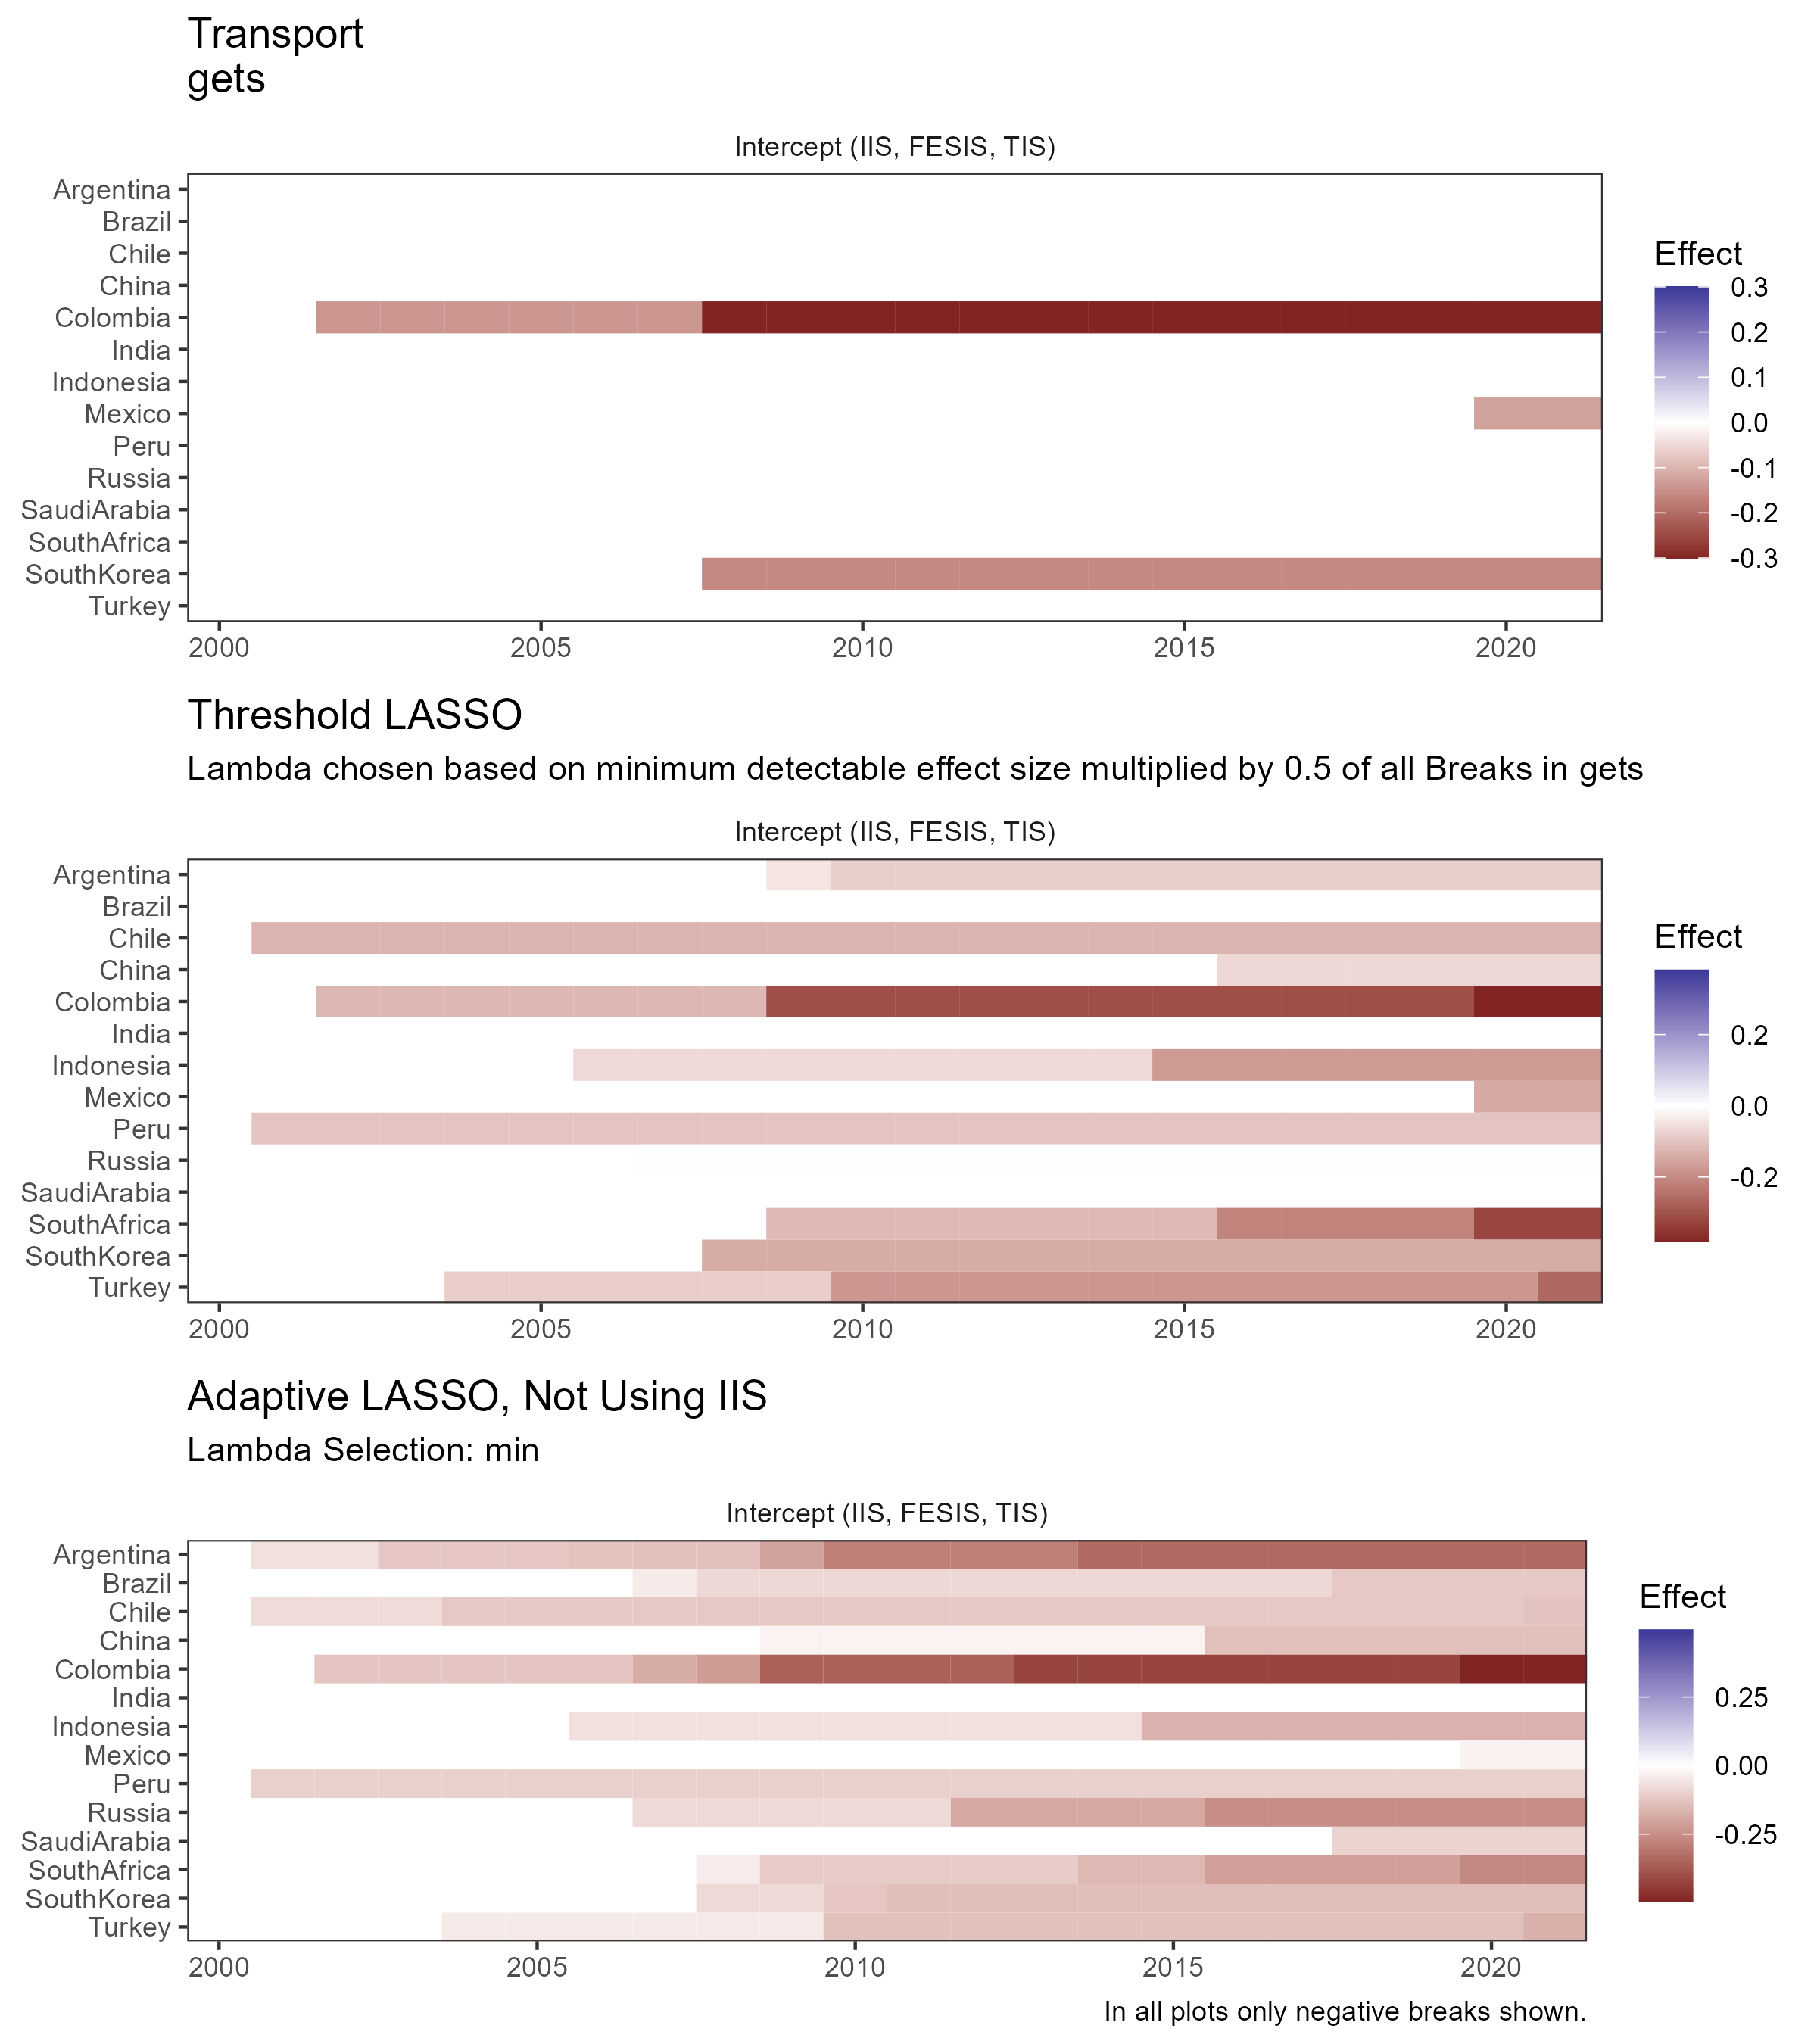 Transport
gets
Intercept (IIS, FESIS, TIS)
Argentina
Brazil
Chile
China
Colombia
India
Indonesia
Mexico
Peru
Russia
SaudiArabia
SouthAfrica
SouthKorea
Turkey
2000 2005 2010 2015 2020
Effect
0.3
0.2
0.1
0.0
-0.1
-0.2
-0.3
Threshold LASSO
Lambda chosen based on minimum detectable effect size multiplied by 0.5 of all Breaks in gets
Intercept (IIS, FESIS, TIS)
Argentina
Brazil
Chile
China
Colombia
India
Indonesia
Mexico
Peru
Russia
SaudiArabia
SouthAfrica
SouthKorea
Turkey
2000 2005 2010 2015 2020
Effect
0.2
0.0
-0.2
Adaptive LASSO, Not Using IIS
Lambda Selection: min
Intercept (IIS, FESIS, TIS)
Argentina
Brazil
Chile
China
Colombia
India
Indonesia
Mexico
Peru
Russia
SaudiArabia
SouthAfrica
SouthKorea
Turkey
2000 2005 2010 2015 2020
Effect
0.25
0.00
-0.25
In all plots only negative breaks shown.